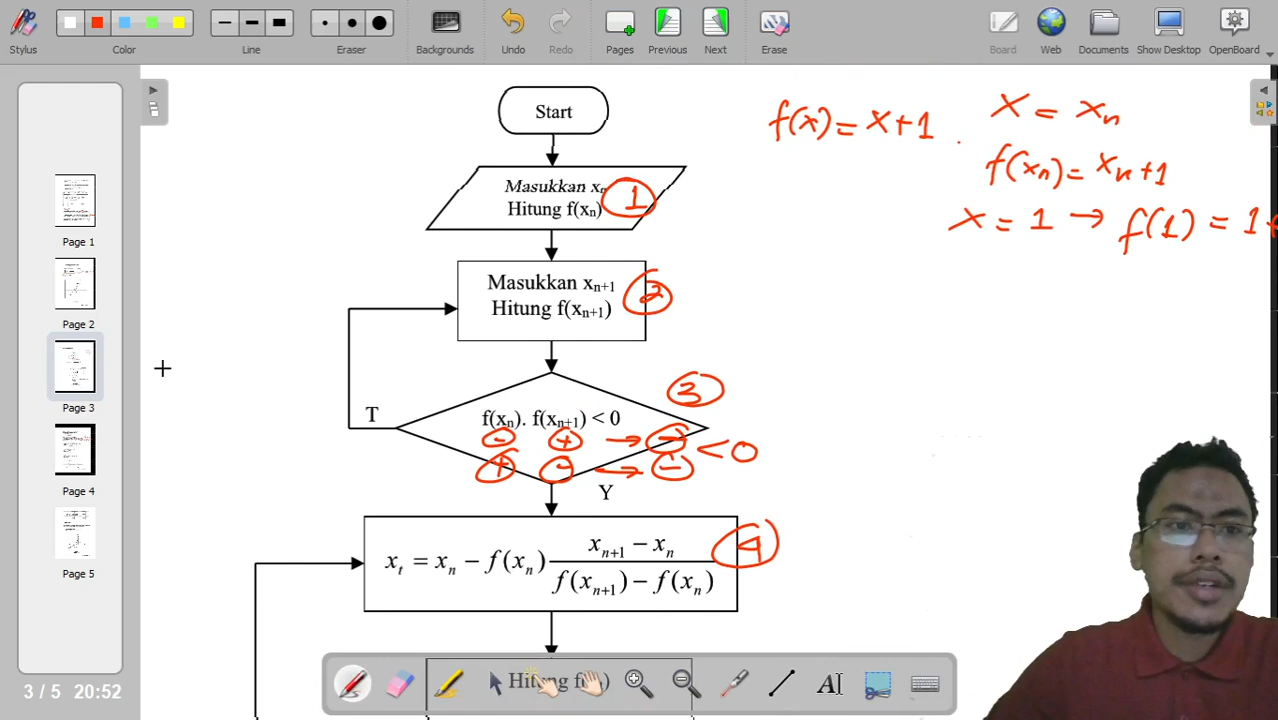 Stylus
Color
Line
Eraser
Backgrounds
Undo
Redo
Pages
Previous
Next
Erase
Board
Web
Documents
Show Desktop
OpenBoard
Page 1
Page 2
Page 3
Page 4
Page 5
3 / 5 20:52
Start
Masukkan xn
Hitung f(xn) 1
Masukkan xn+1
Hitung f(xn+1) 2
T
f(xn). f(xn+1) < 0 3
- + → - < 0
+ - → -
Y
xt = xn − f(xn) (xn+1 − xn) / (f(xn+1) − f(xn)) 4
f(x) = x+1
x = xn
f(xn) = xn+1
x = 1 → f(1) = 1+